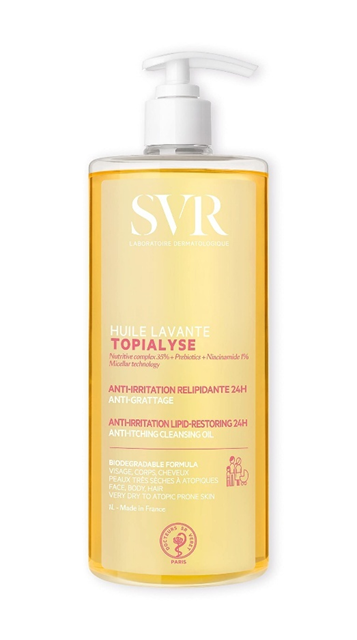 SVR
LABORATOIRE DERMATOLOGIQUE
HUILE LAVANTE
TOPIALYSE
Nutritive complex 35% + Prebiotics + Niacinamide 1%
Micellar technology
ANTI-IRRITATION RELIPIDANTE 24H
ANTI-GRATTAGE
ANTI-IRRITATION LIPID-RESTORING 24H
ANTI-ITCHING CLEANSING OIL
BIODEGRADABLE FORMULA
VISAGE, CORPS, CHEVEUX
PEAUX TRÈS SÈCHES À ATOPIQUES
FACE, BODY, HAIR
VERY DRY TO ATOPIC PRONE SKIN
1L - Made in France
PARIS